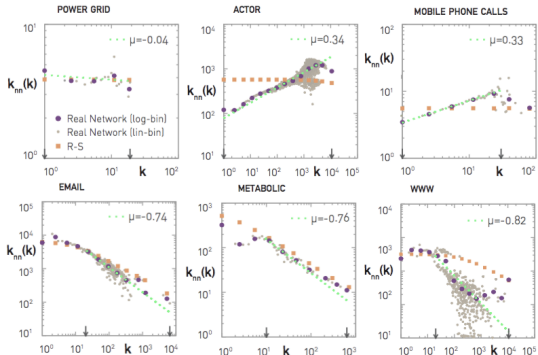 POWER GRID
10¹
k_nn(k)
10⁰
μ=-0.04
Real Network (log-bin)
Real Network (lin-bin)
R-S
10⁰ 10¹ k 10²
ACTOR
10⁴
10³
k_nn(k)
10²
10¹
μ=0.34
10⁰ 10¹ 10² 10³ k 10⁴ 10⁵
MOBILE PHONE CALLS
10²
k_nn(k)
10¹
10⁰
μ=0.33
10⁰ 10¹ k 10²
EMAIL
10⁵
10⁴
k_nn(k)
10³
10²
10¹
μ=-0.74
10⁰ 10¹ 10² k 10³ 10⁴
METABOLIC
10³
k_nn(k)
10²
10¹
10⁰
μ=-0.76
10⁰ 10¹ 10² k 10³
WWW
10⁴
10³
k_nn(k)
10²
10¹
μ=-0.82
10⁰ 10¹ 10² k 10³ 10⁴ 10⁵